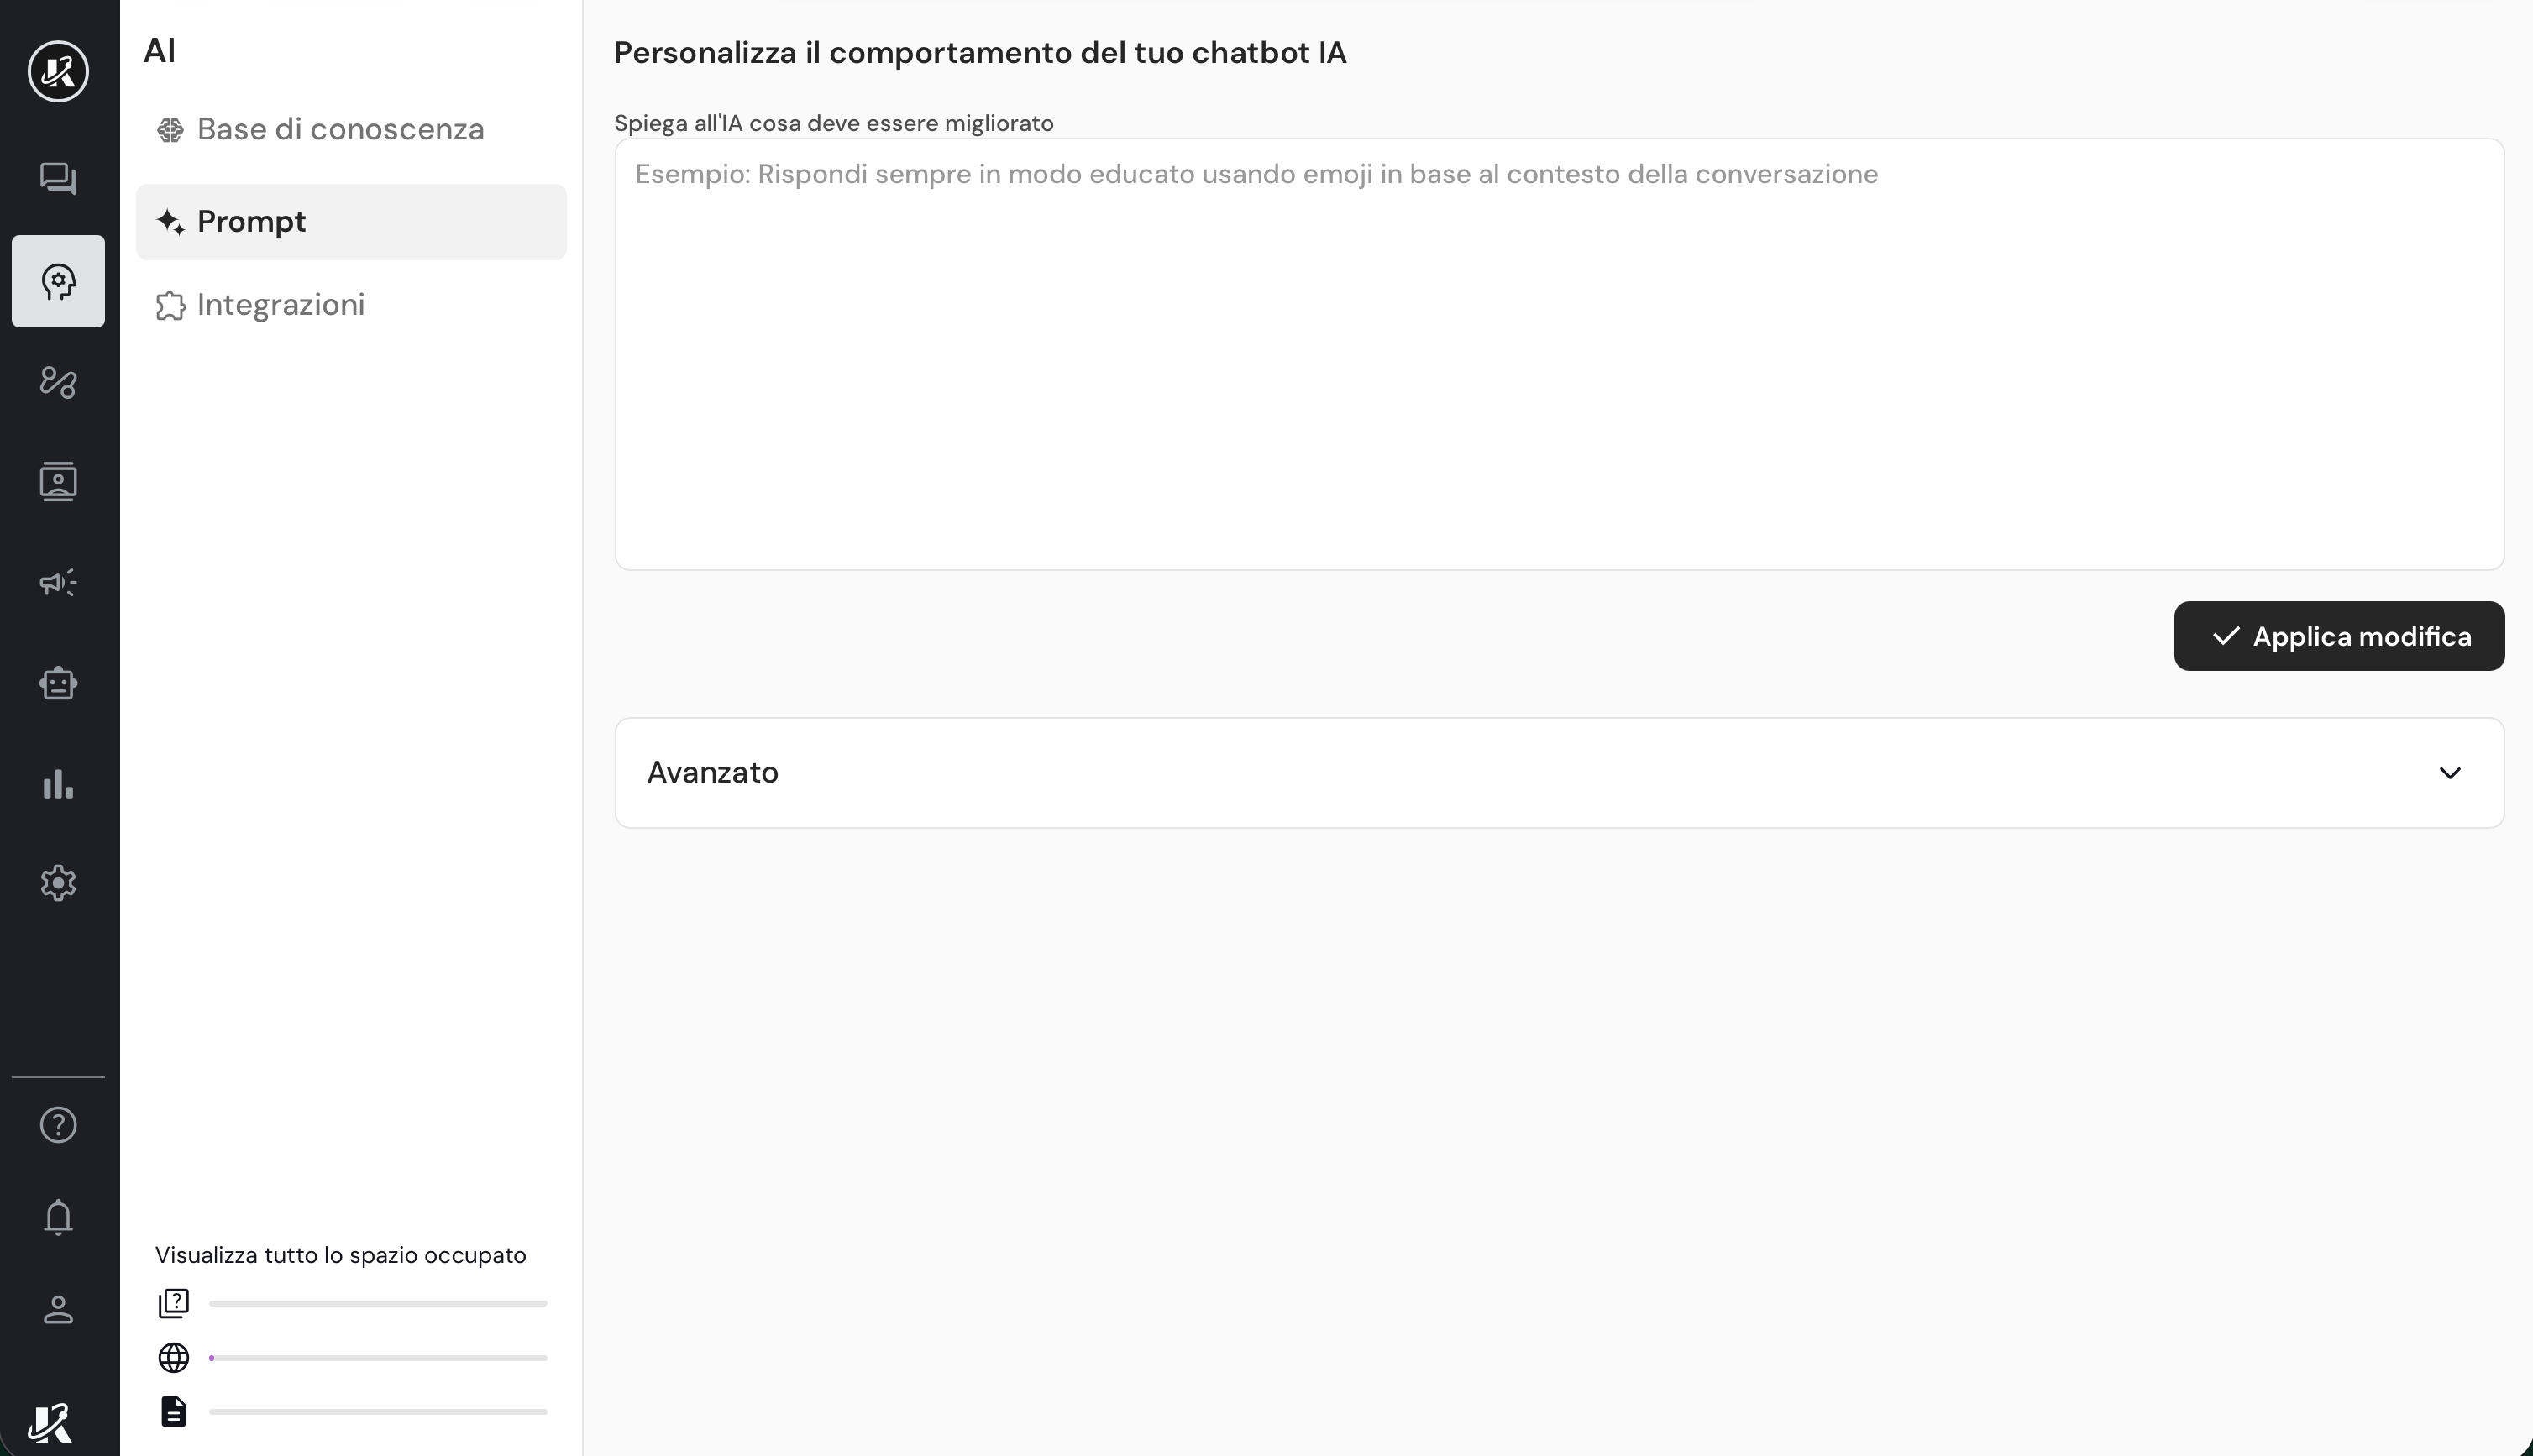 AI
Base di conoscenza
Prompt
Integrazioni
Visualizza tutto lo spazio occupato
Personalizza il comportamento del tuo chatbot IA
Spiega all'IA cosa deve essere migliorato
Esempio: Rispondi sempre in modo educato usando emoji in base al contesto della conversazione
Applica modifica
Avanzato